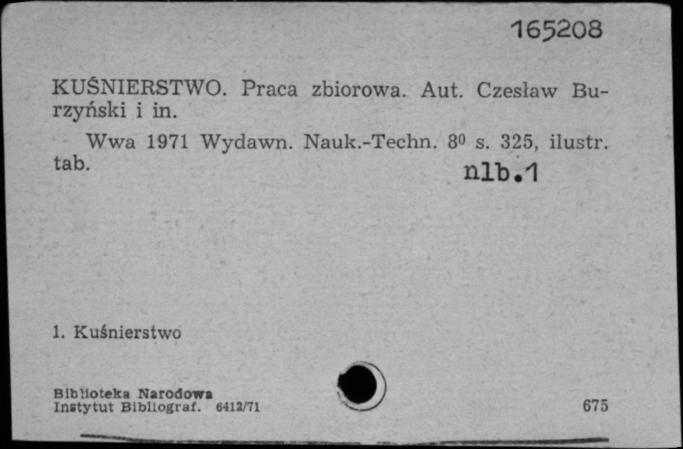 165208
KUŚNIERSTWO. Praca zbiorowa. Aut. Czesław Bu-
rzyński i in.
Wwa 1971 Wydawn. Nauk.-Techn. 8⁰ s. 325, ilustr.
tab. nlb.1
1. Kuśnierstwo
Biblioteka Narodowa
Instytut Bibliograf. 6412/71 675